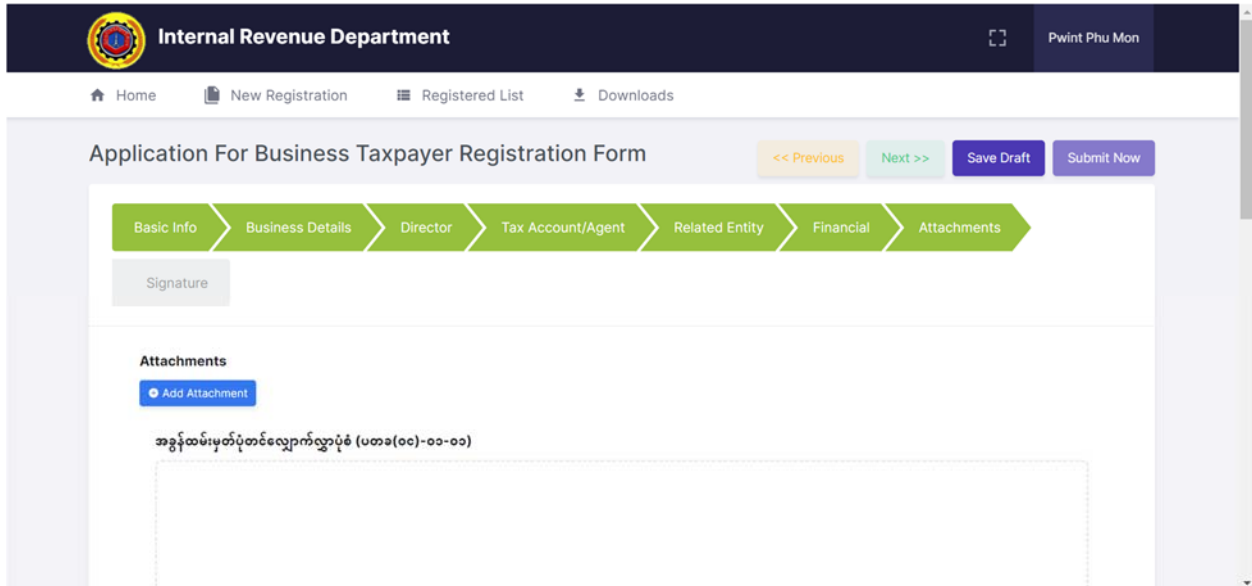 Internal Revenue Department
Pwint Phu Mon
Home New Registration Registered List Downloads
Application For Business Taxpayer Registration Form
<< Previous Next >> Save Draft Submit Now
Basic Info Business Details Director Tax Account/Agent Related Entity Financial Attachments
Signature
Attachments
Add Attachment
အခွန်ထမ်းမှတ်ပုံတင်လျှောက်လွှာပုံစံ (ပတခ(ဝင)-၀၁-၀၁)